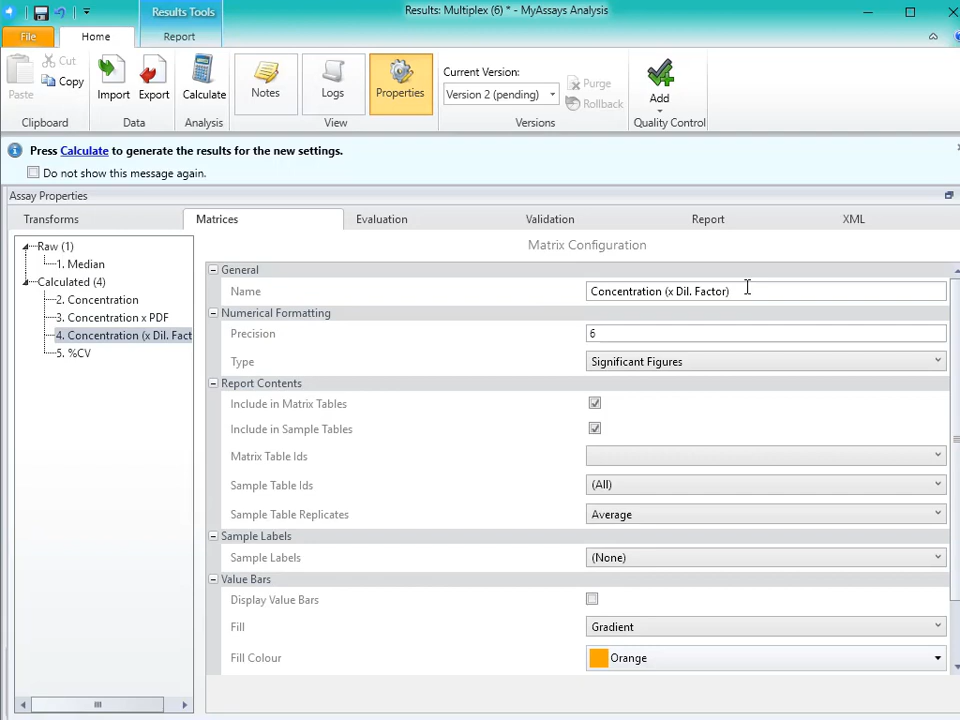 Results Tools
Results: Multiplex (6) * - MyAssays Analysis
File
Home
Report
Paste
Cut
Copy
Clipboard
Import
Export
Data
Calculate
Analysis
Notes
Logs
Properties
View
Current Version:
Version 2 (pending)
Purge
Rollback
Versions
Add
Quality Control
Press Calculate to generate the results for the new settings.
Do not show this message again.
Assay Properties
Transforms
Matrices
Evaluation
Validation
Report
XML
Raw (1)
1. Median
Calculated (4)
2. Concentration
3. Concentration x PDF
4. Concentration (x Dil. Fact
5. %CV
Matrix Configuration
General
Name
Concentration (x Dil. Factor)
Numerical Formatting
Precision
6
Type
Significant Figures
Report Contents
Include in Matrix Tables
Include in Sample Tables
Matrix Table Ids
Sample Table Ids
(All)
Sample Table Replicates
Average
Sample Labels
Sample Labels
(None)
Value Bars
Display Value Bars
Fill
Gradient
Fill Colour
Orange